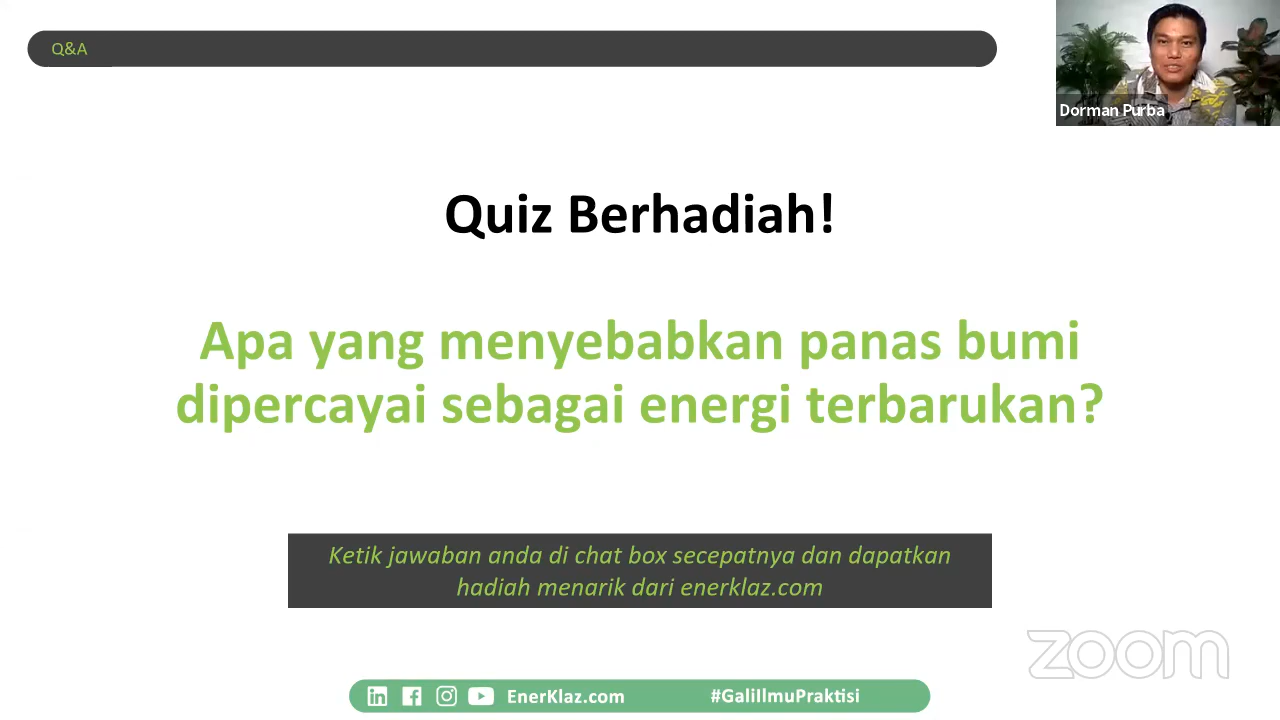 Q&A
Dorman Purba
Quiz Berhadiah!
Apa yang menyebabkan panas bumi
dipercayai sebagai energi terbarukan?
Ketik jawaban anda di chat box secepatnya dan dapatkan
hadiah menarik dari enerklaz.com
zoom
EnerKlaz.com
#GaliIlmuPraktisi